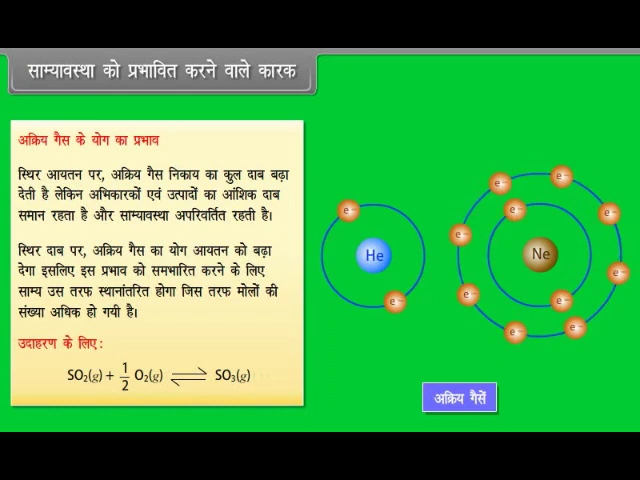 साम्यावस्था को प्रभावित करने वाले कारक
अक्रिय गैस के योग का प्रभाव
स्थिर आयतन पर, अक्रिय गैस निकाय का कुल दाब बढ़ा
देती है लेकिन अभिकारकों एवं उत्पादों का आंशिक दाब
समान रहता है और साम्यावस्था अपरिवर्तित रहती है।
स्थिर दाब पर, अक्रिय गैस का योग आयतन को बढ़ा
देगा इसलिए इस प्रभाव को समभारित करने के लिए
साम्य उस तरफ स्थानांतरित होगा जिस तरफ मोलों की
संख्या अधिक हो गयी है।
उदाहरण के लिए:
SO₂(g) + 1/2 O₂(g) ⇌ SO₃(g)
e⁻
He
e⁻
e⁻
e⁻
e⁻
e⁻
e⁻
Ne
e⁻
e⁻
e⁻
e⁻
e⁻
अक्रिय गैसें